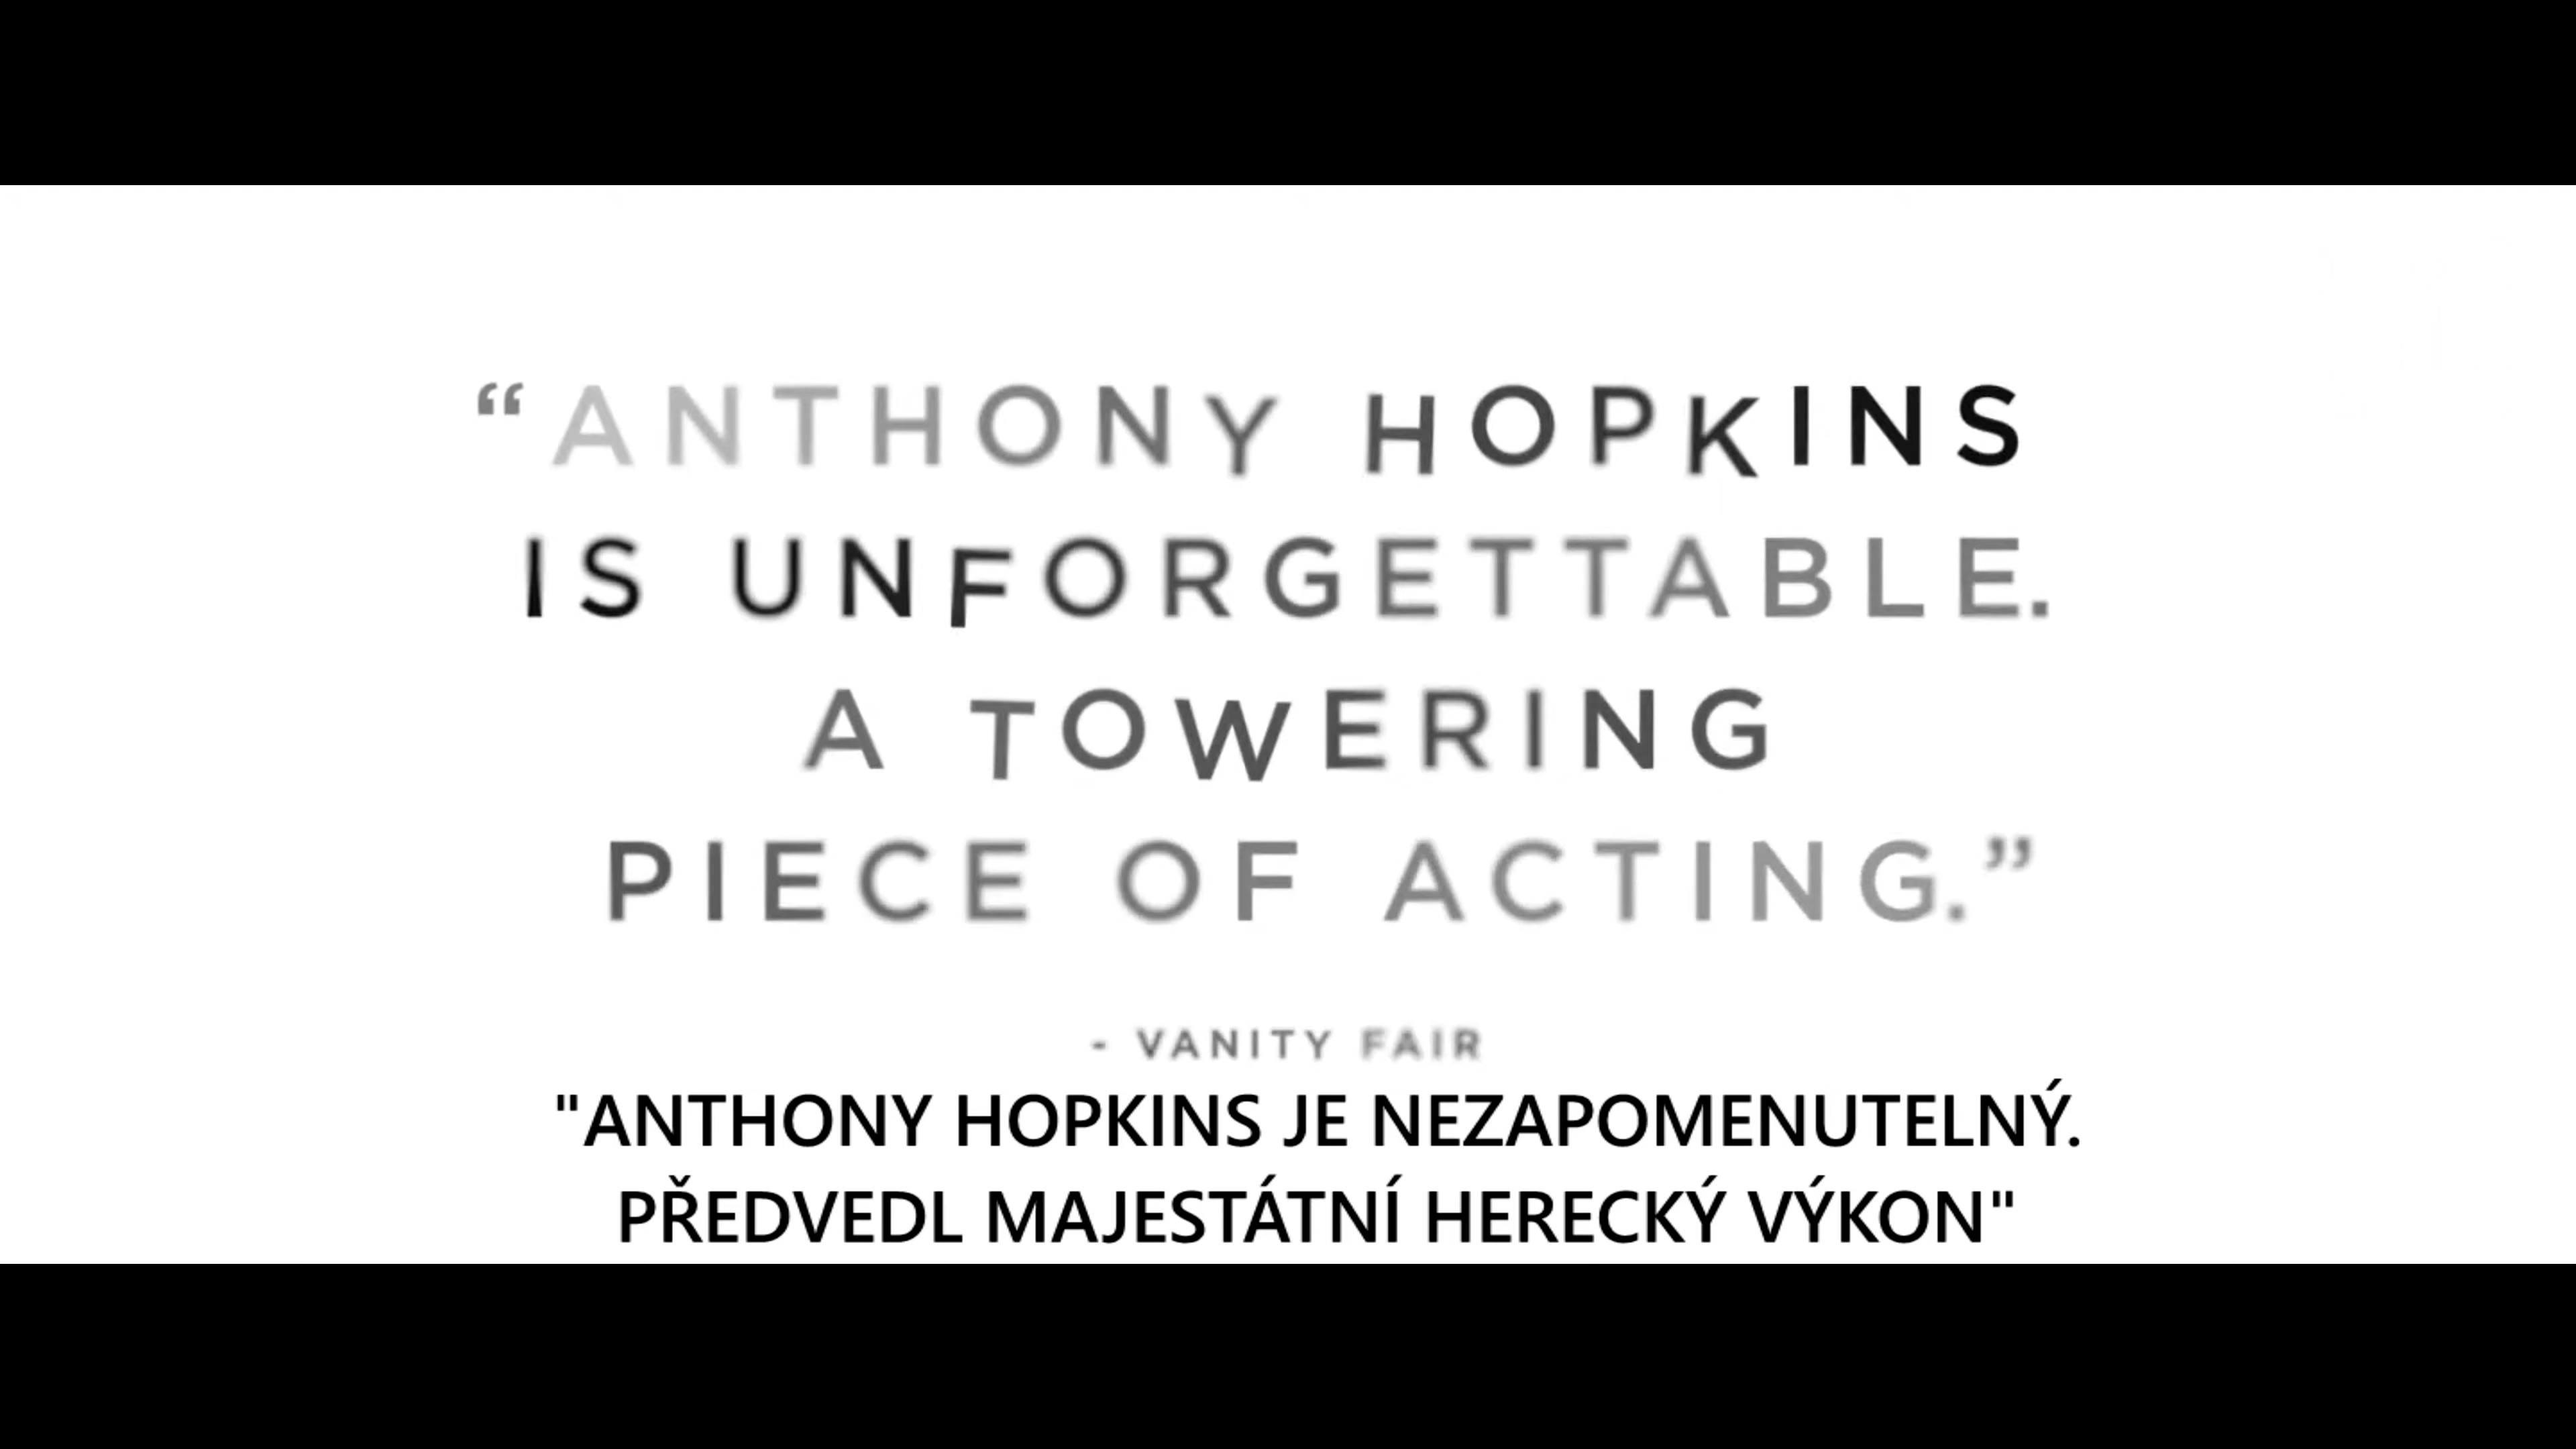 “ANTHONY HOPKINS
IS UNFORGETTABLE.
A TOWERING
PIECE OF ACTING.”
- VANITY FAIR
"ANTHONY HOPKINS JE NEZAPOMENUTELNÝ.
PŘEDVEDL MAJESTÁTNÍ HERECKÝ VÝKON"